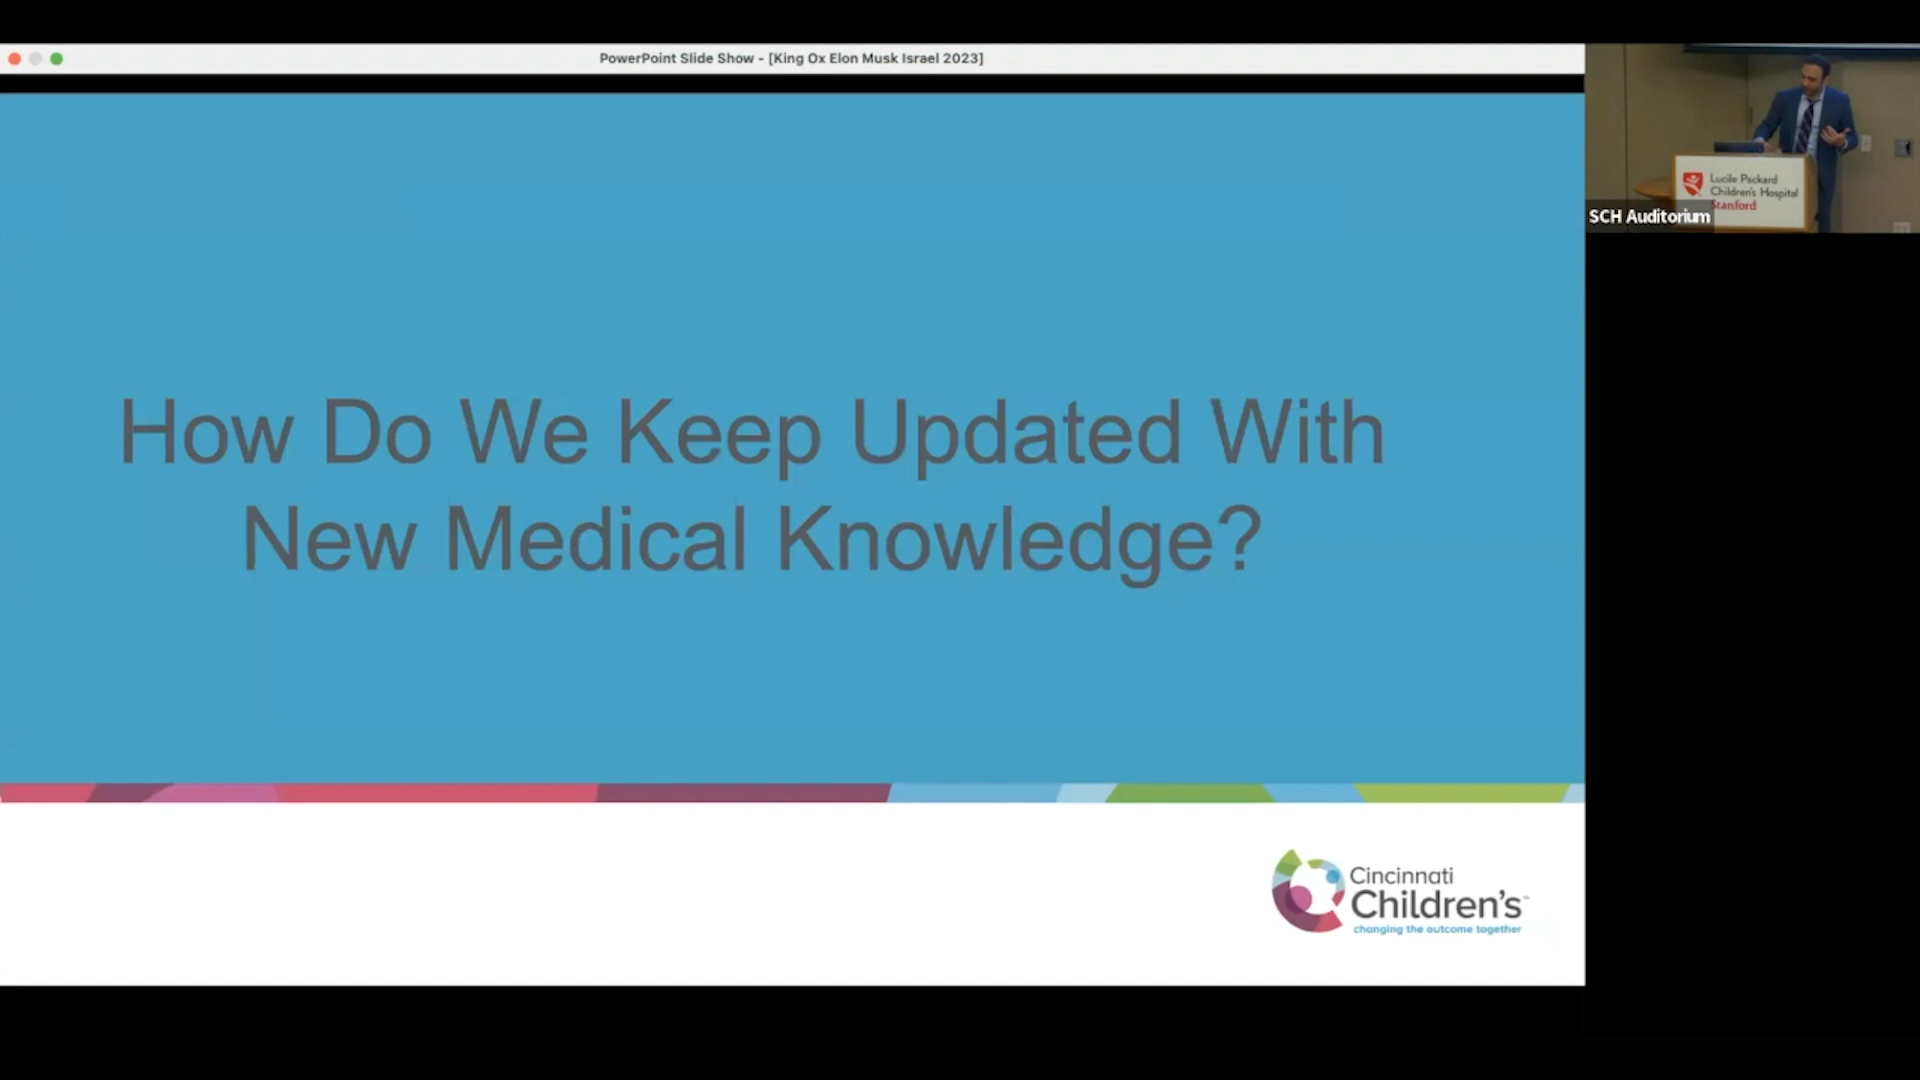 PowerPoint Slide Show - [King Ox Elon Musk Israel 2023]
How Do We Keep Updated With
New Medical Knowledge?
Cincinnati
Children's™
changing the outcome together
Lucile Packard
Children's Hospital
Stanford
SCH Auditorium